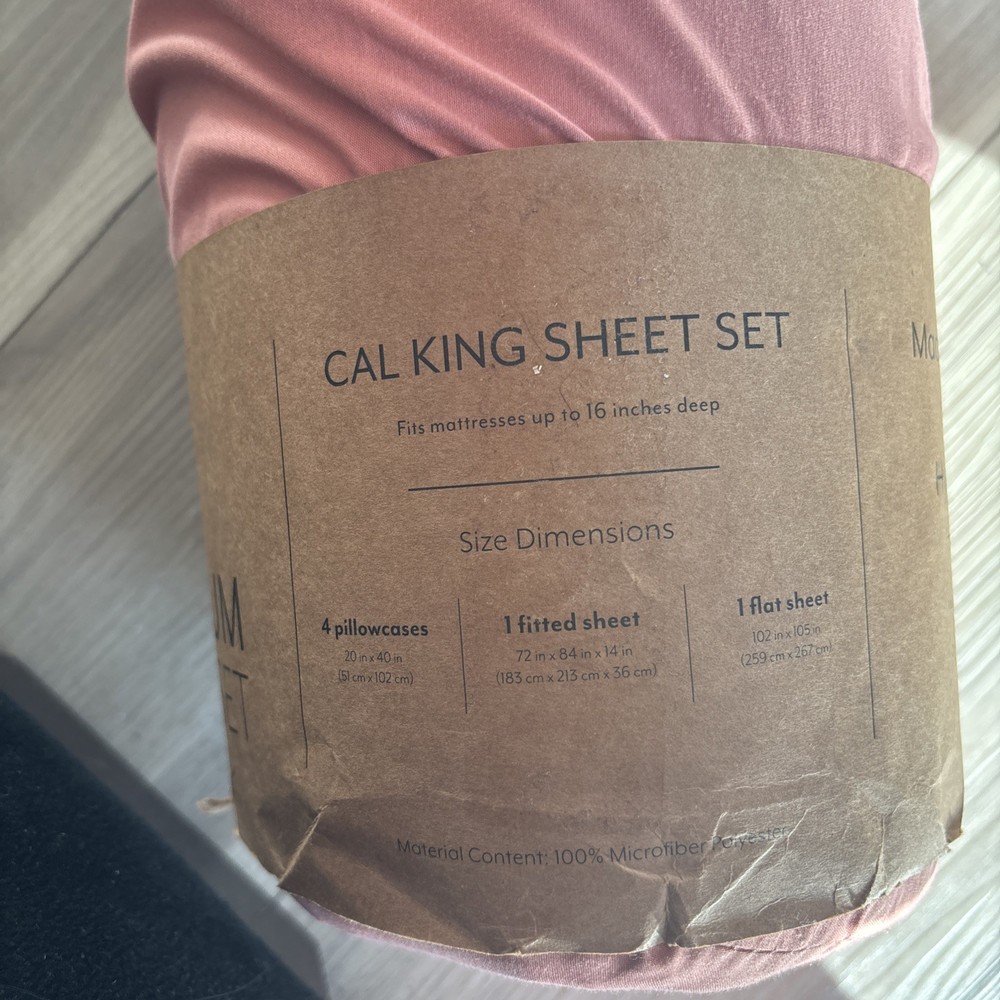 CAL KING SHEET SET
Fits mattresses up to 16 inches deep
Size Dimensions
4 pillowcases
20 in x 40 in
(51 cm x 102 cm)
1 fitted sheet
72 in x 84 in x 14 in
(183 cm x 213 cm x 36 cm)
1 flat sheet
102 in x 105 in
(259 cm x 267 cm)
Material Content: 100% Microfiber Polyester